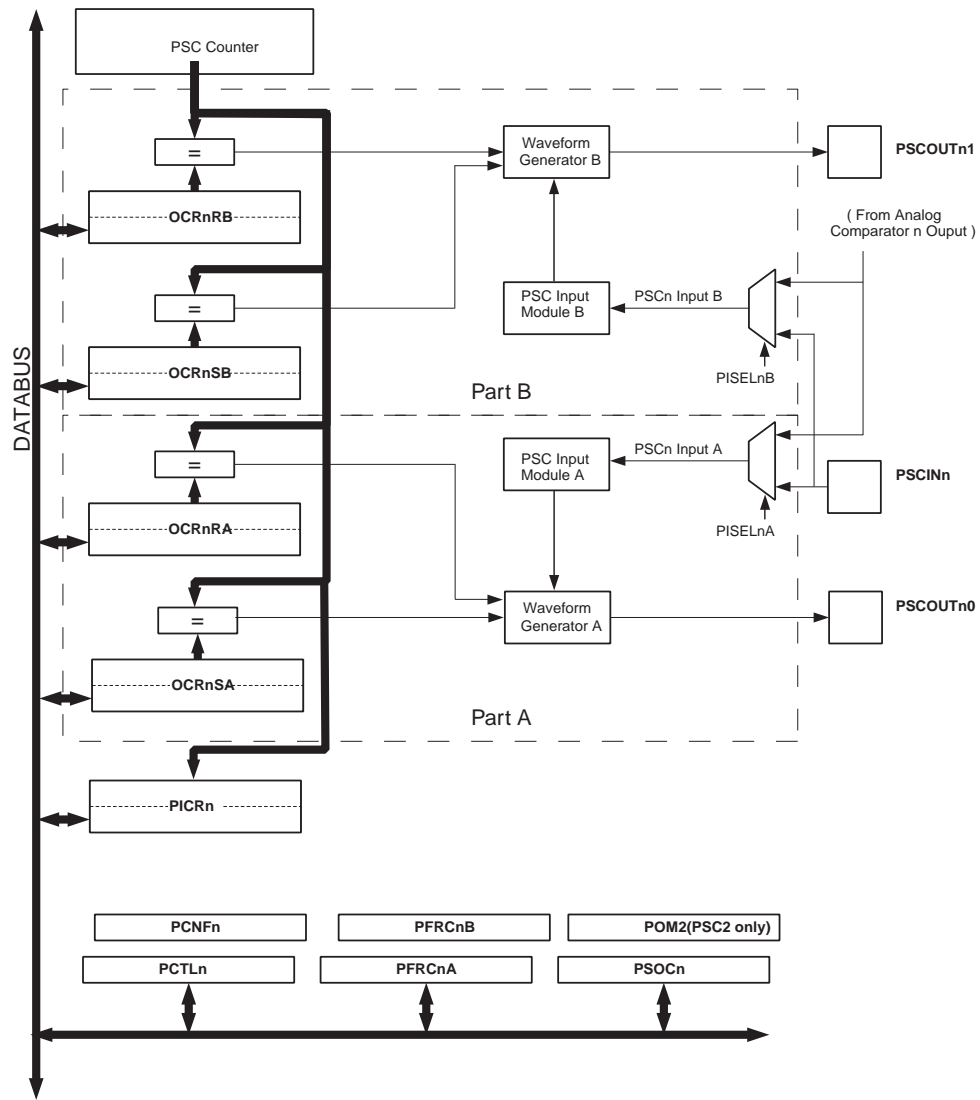 PSC Counter
=
Waveform
Generator B
PSCOUTn1
OCRnRB
( From Analog
Comparator n Ouput )
=
PSC Input
Module B
PSCn Input B
OCRnSB
PISELnB
Part B
DATABUS
=
PSC Input
Module A
PSCn Input A
PSCINn
OCRnRA
PISELnA
=
Waveform
Generator A
PSCOUTn0
OCRnSA
Part A
PICRn
PCNFn
PFRCnB
POM2(PSC2 only)
PCTLn
PFRCnA
PSOCn